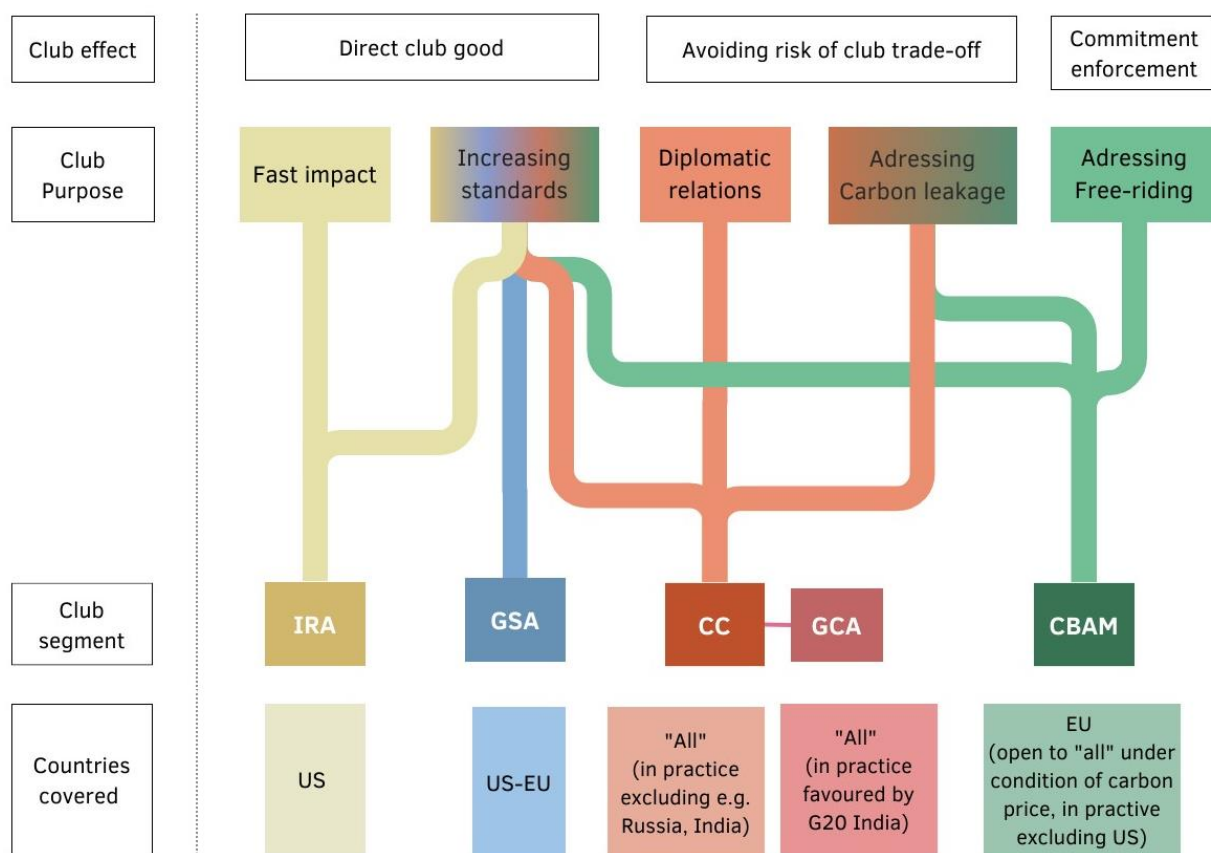 Club effect
Direct club good
Avoiding risk of club trade-off
Commitment
enforcement
Club
Purpose
Fast impact
Increasing
standards
Diplomatic
relations
Adressing
Carbon leakage
Adressing
Free-riding
Club
segment
IRA
GSA
CC
GCA
CBAM
Countries
covered
US
US-EU
"All"
(in practice
excluding e.g.
Russia, India)
"All"
(in practice
favoured by
G20 India)
EU
(open to "all" under
condition of carbon
price, in practive
excluding US)